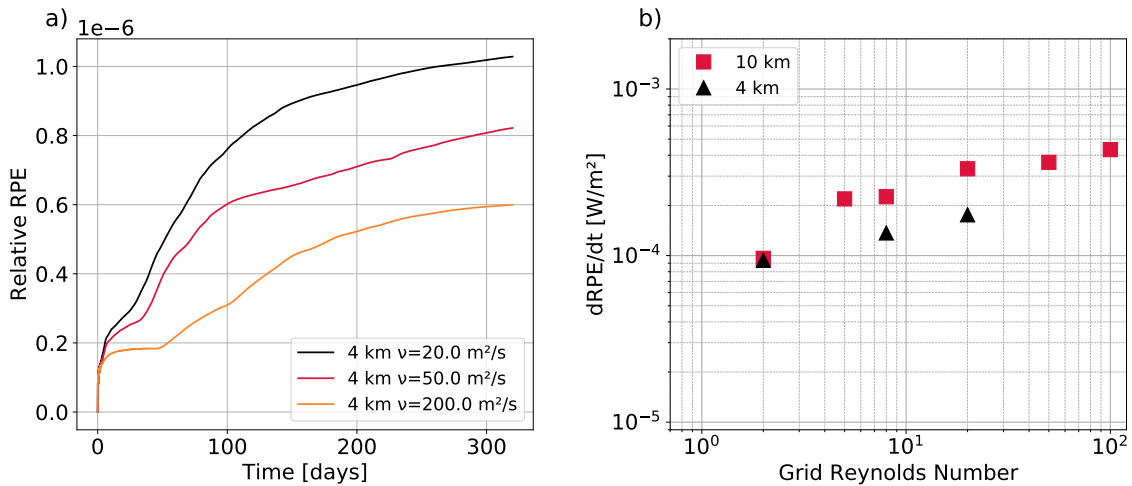 a)
1e−6
Relative RPE
1.0
0.8
0.6
0.4
0.2
0.0
4 km ν=20.0 m²/s
4 km ν=50.0 m²/s
4 km ν=200.0 m²/s
0 100 200 300
Time [days]
b)
dRPE/dt [W/m²]
10 km
4 km
10⁻³
10⁻⁴
10⁻⁵
10⁰ 10¹ 10²
Grid Reynolds Number